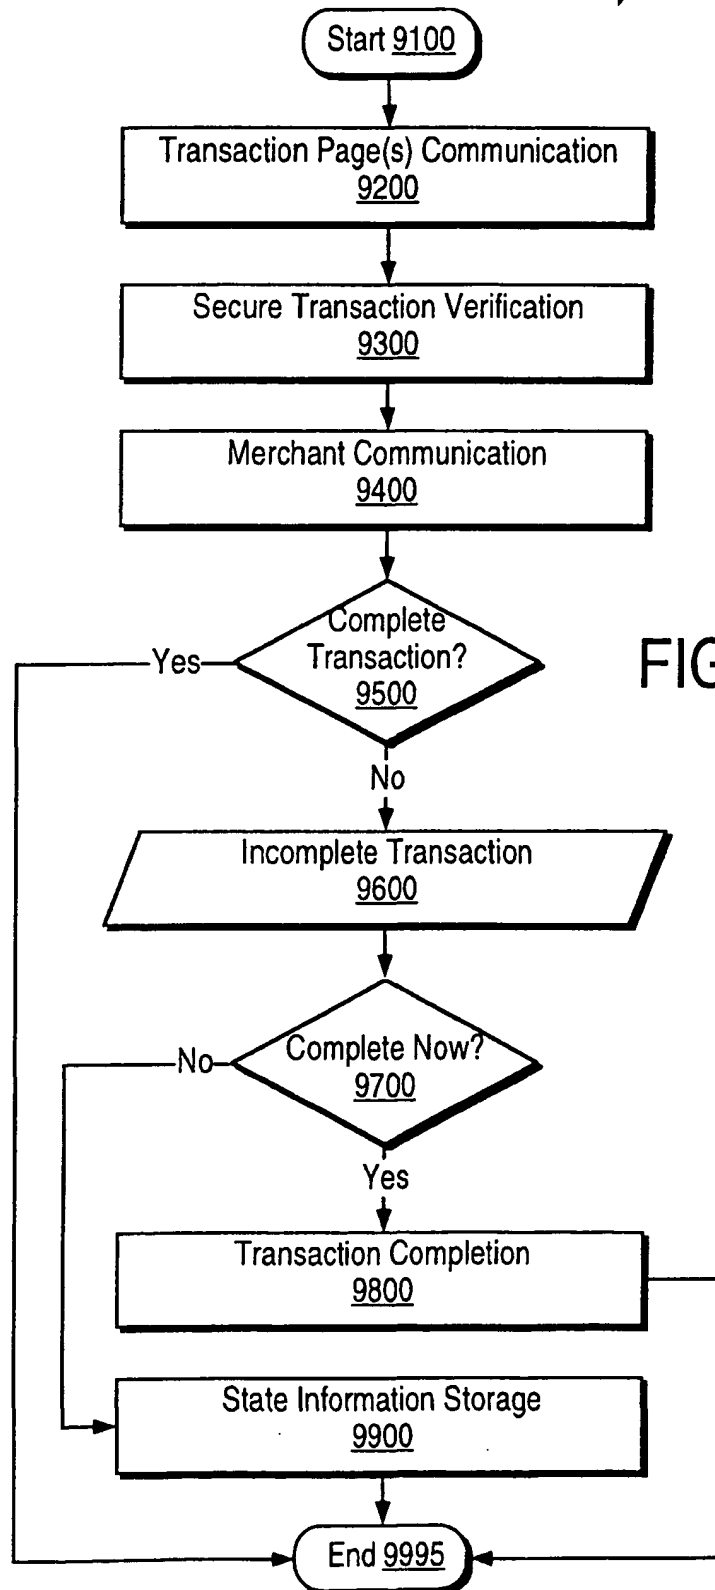 Start 9100
Transaction Page(s) Communication
9200
Secure Transaction Verification
9300
Merchant Communication
9400
Complete
Transaction?
9500
Yes
FIG
No
Incomplete Transaction
9600
Complete Now?
9700
No
Yes
Transaction Completion
9800
State Information Storage
9900
End 9995